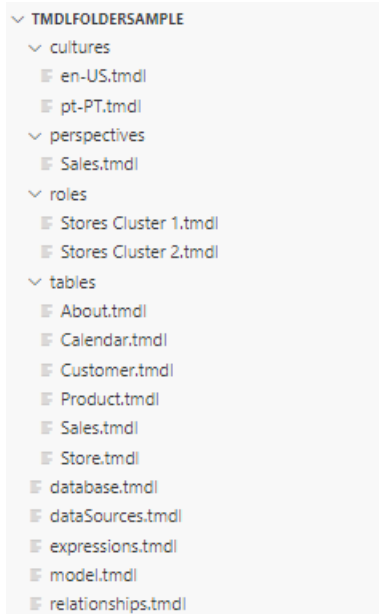 TMDLFOLDERSAMPLE
cultures
en-US.tmdl
pt-PT.tmdl
perspectives
Sales.tmdl
roles
Stores Cluster 1.tmdl
Stores Cluster 2.tmdl
tables
About.tmdl
Calendar.tmdl
Customer.tmdl
Product.tmdl
Sales.tmdl
Store.tmdl
database.tmdl
dataSources.tmdl
expressions.tmdl
model.tmdl
relationships.tmdl